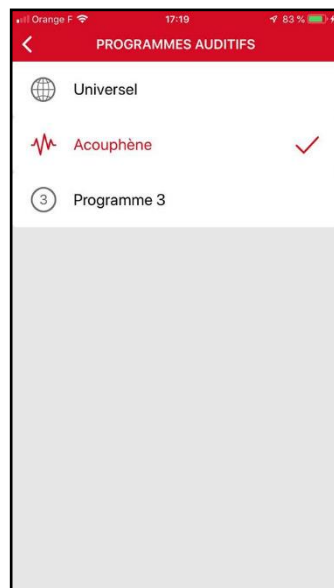 Orange F 17:19 83 %
PROGRAMMES AUDITIFS
Universel
Acouphène
3 Programme 3